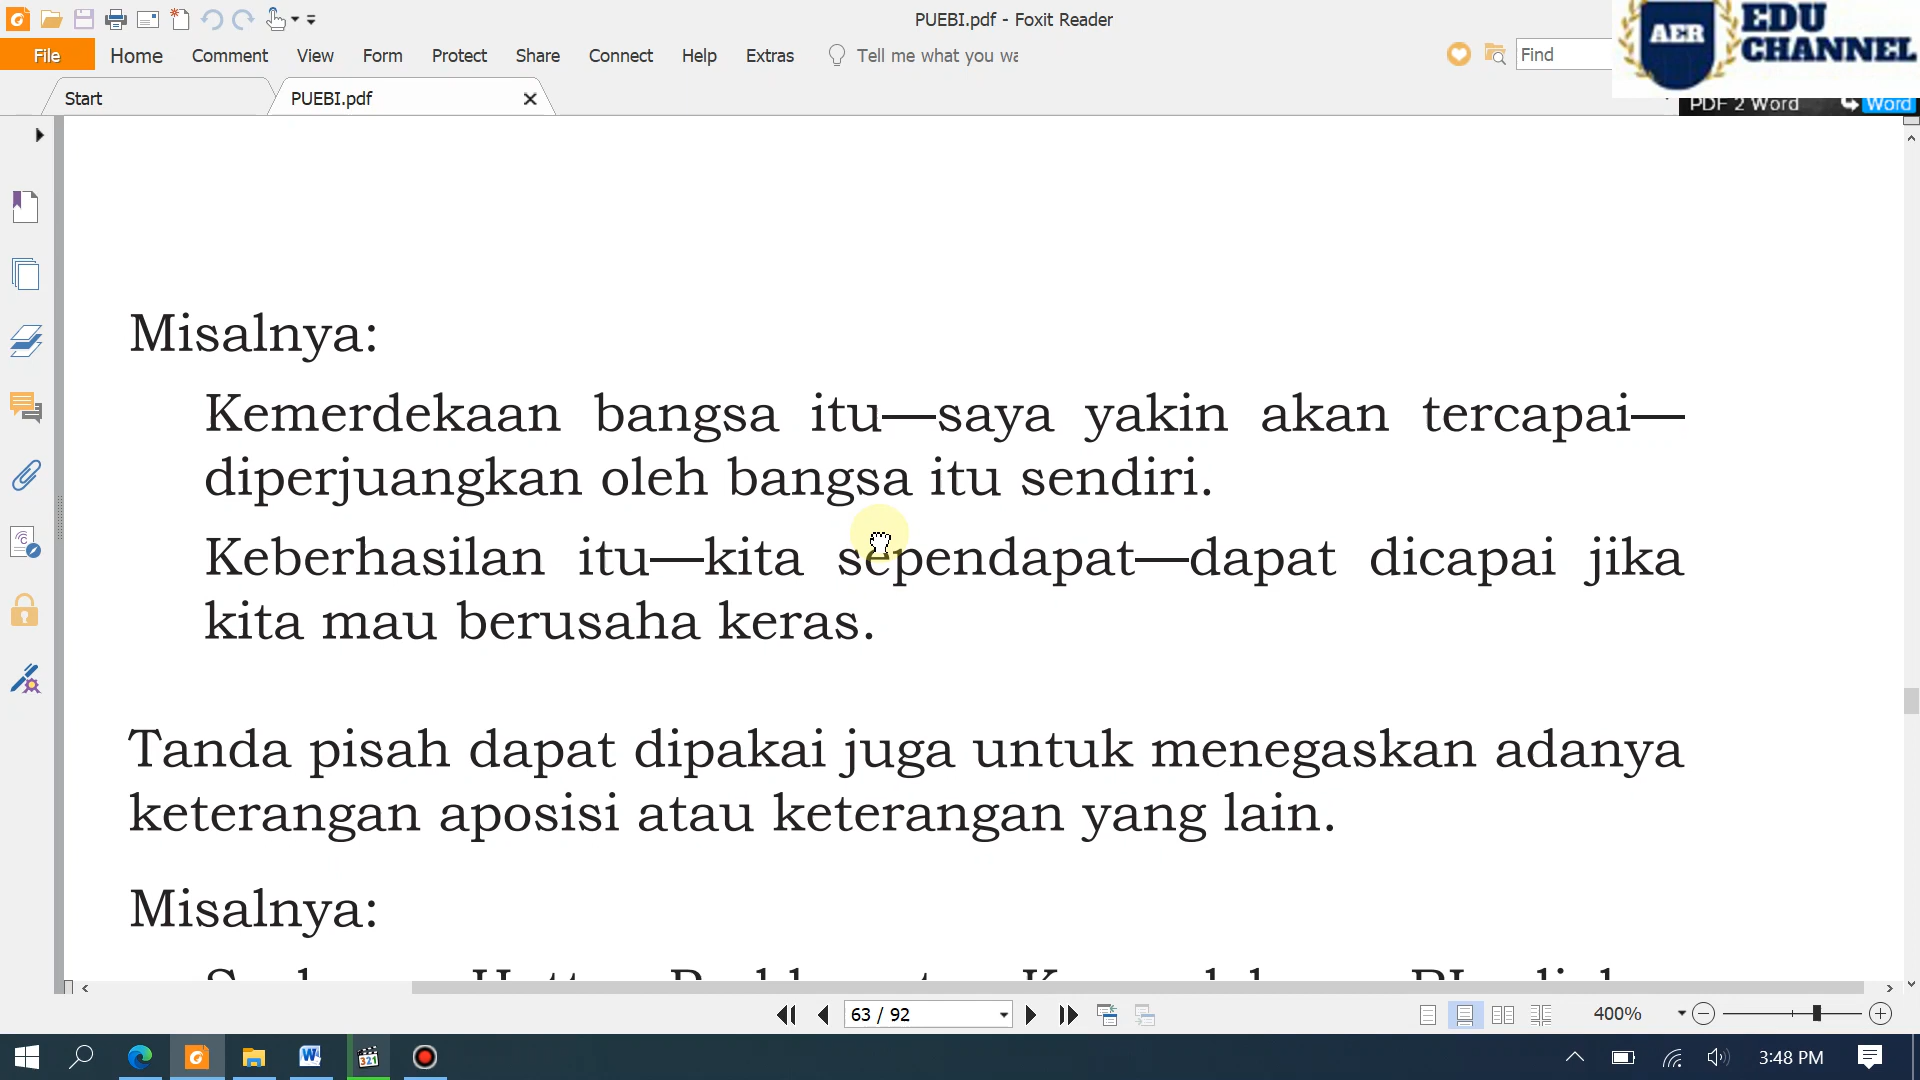 PUEBI.pdf - Foxit Reader
AER EDU
CHANNEL
File Home Comment View Form Protect Share Connect Help Extras Tell me what you wa
Find
Start PUEBI.pdf
PDF 2 Word Word
Misalnya:
Kemerdekaan bangsa itu—saya yakin akan tercapai—
diperjuangkan oleh bangsa itu sendiri.
Keberhasilan itu—kita sependapat—dapat dicapai jika
kita mau berusaha keras.
Tanda pisah dapat dipakai juga untuk menegaskan adanya
keterangan aposisi atau keterangan yang lain.
Misalnya:
63 / 92
400%
3:48 PM